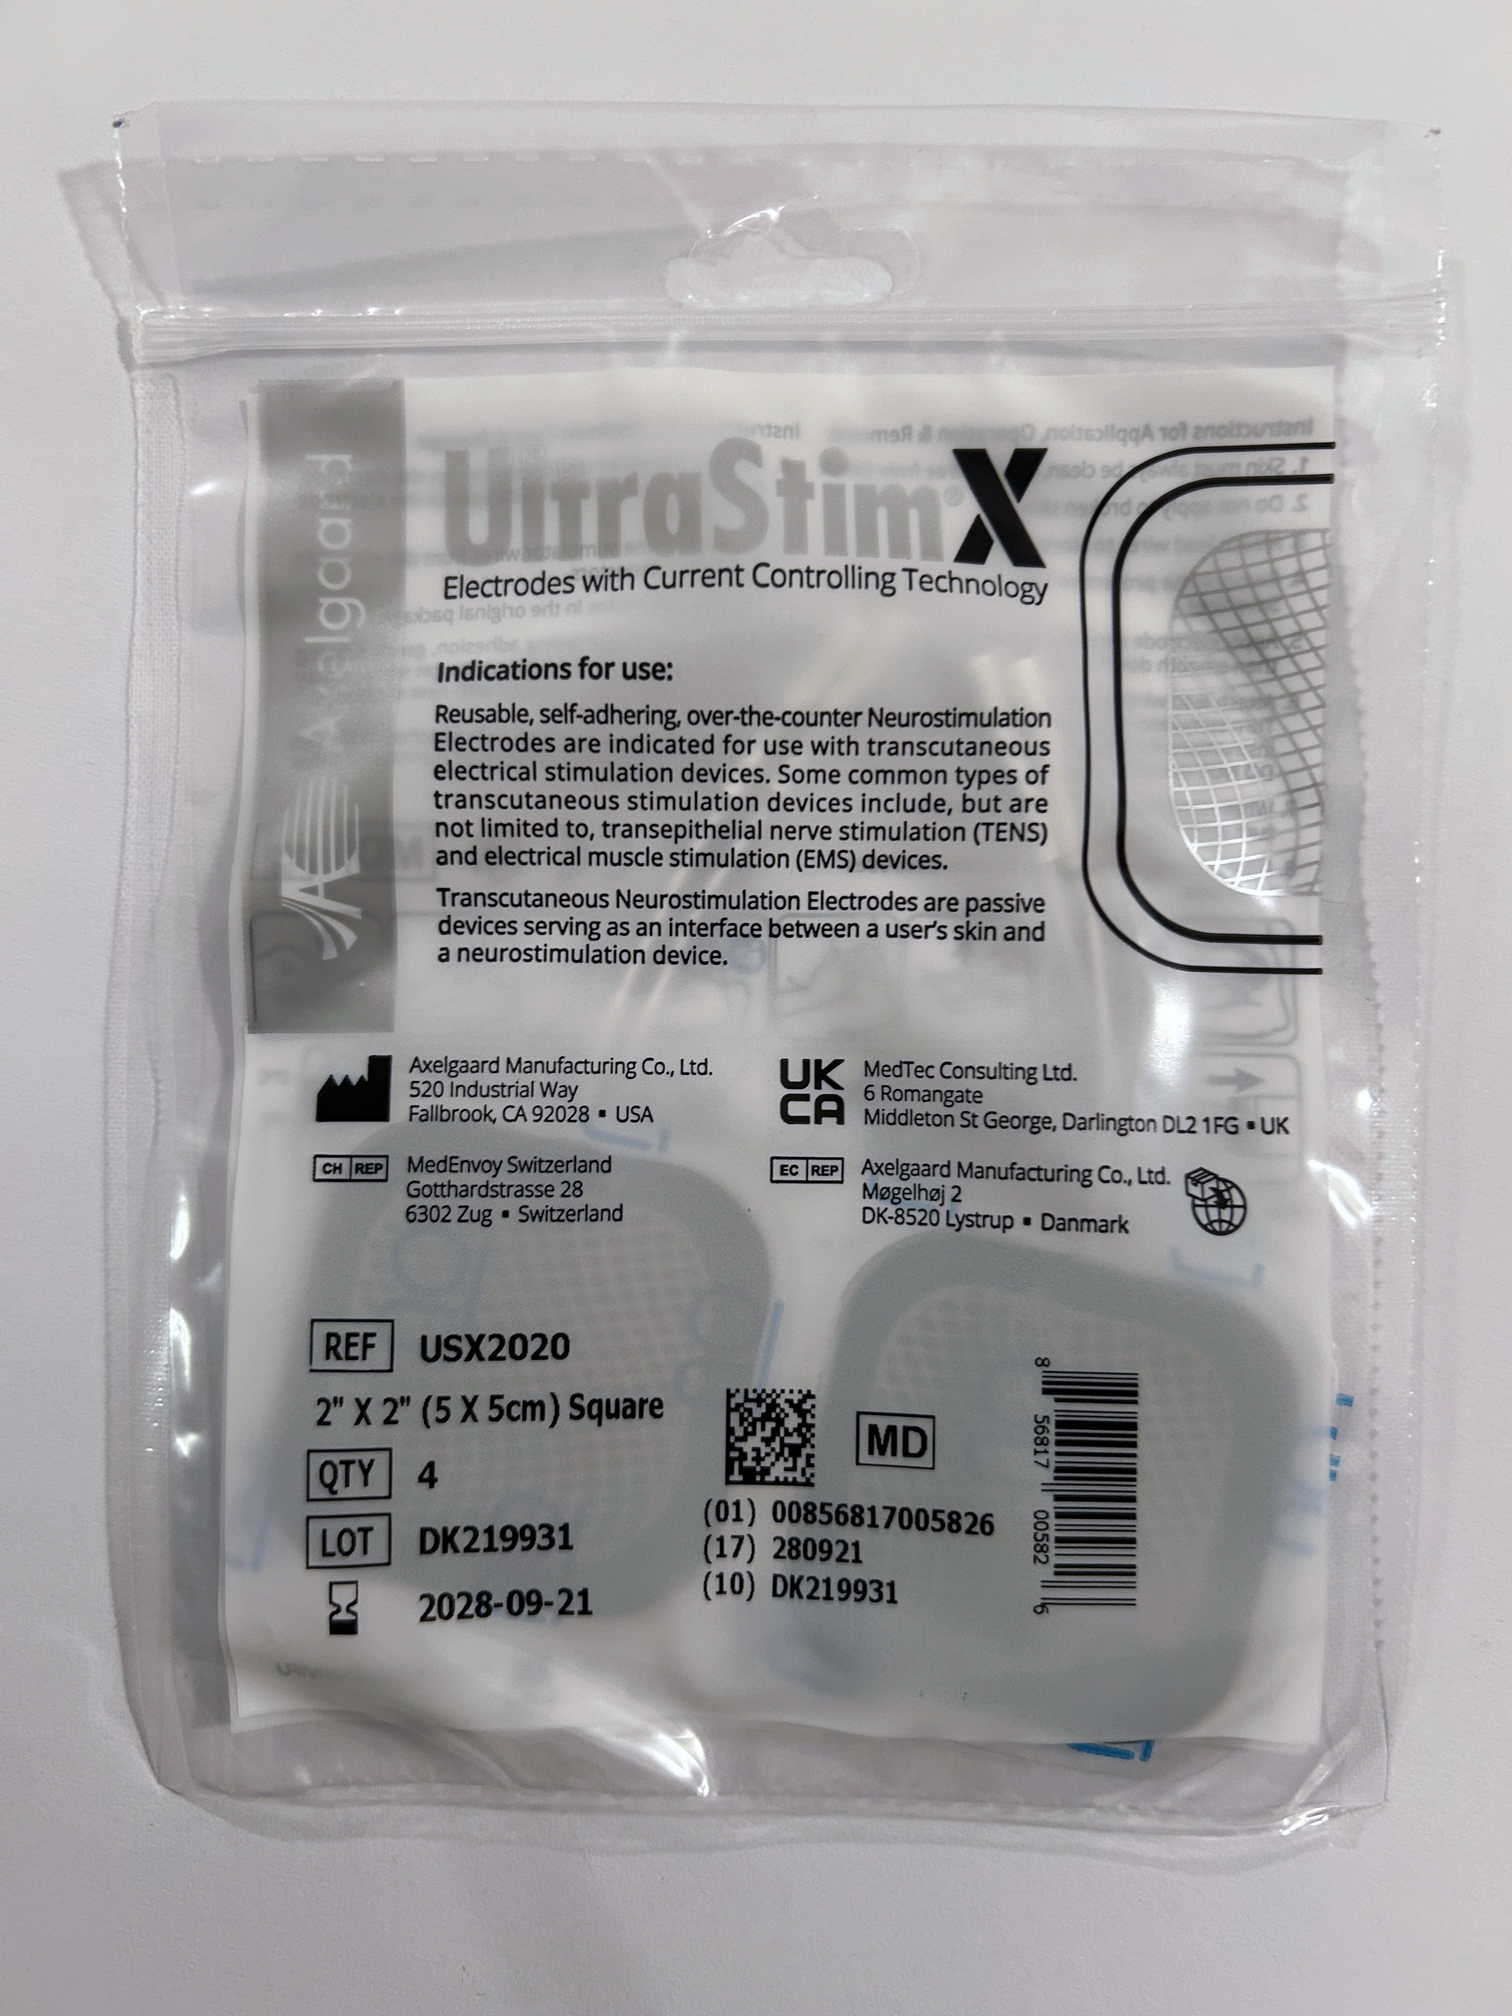 Axelgaard
UltraStim® X
Electrodes with Current Controlling Technology
Indications for use:
Reusable, self-adhering, over-the-counter Neurostimulation
Electrodes are indicated for use with transcutaneous
electrical stimulation devices. Some common types of
transcutaneous stimulation devices include, but are
not limited to, transepithelial nerve stimulation (TENS)
and electrical muscle stimulation (EMS) devices.
Transcutaneous Neurostimulation Electrodes are passive
devices serving as an interface between a user's skin and
a neurostimulation device.
Axelgaard Manufacturing Co., Ltd.
520 Industrial Way
Fallbrook, CA 92028 ▪ USA
UK
CA
MedTec Consulting Ltd.
6 Romangate
Middleton St George, Darlington DL2 1FG ▪ UK
CH REP
MedEnvoy Switzerland
Gotthardstrasse 28
6302 Zug ▪ Switzerland
EC REP
Axelgaard Manufacturing Co., Ltd.
Møgelhøj 2
DK-8520 Lystrup ▪ Danmark
REF USX2020
2" X 2" (5 X 5cm) Square
QTY 4
LOT DK219931
2028-09-21
MD
(01) 00856817005826
(17) 280921
(10) DK219931
8 56817 00582 6